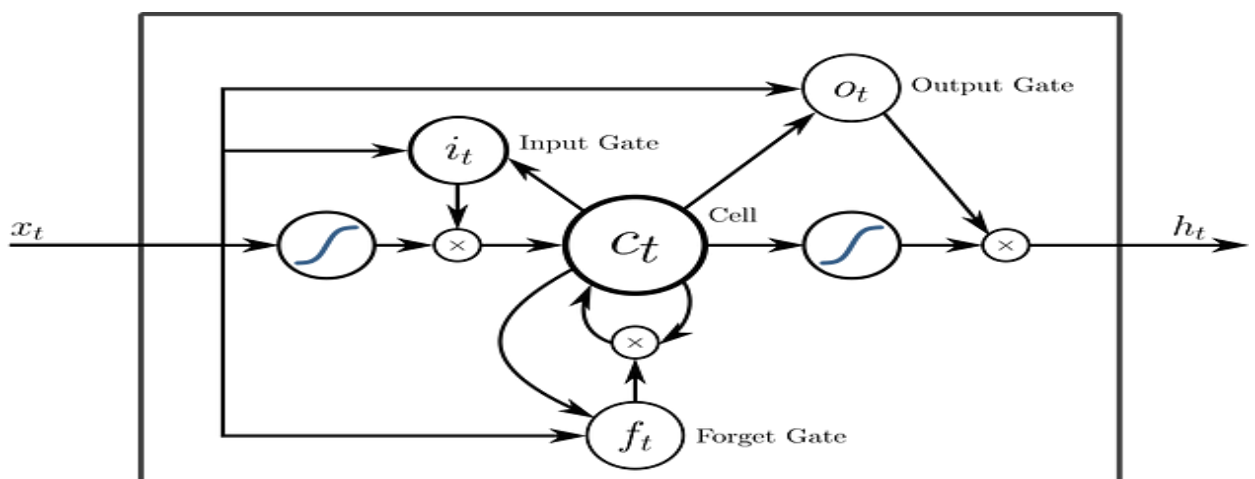 o_t Output Gate
i_t Input Gate
x_t
Cell
c_t
h_t
×
×
×
f_t Forget Gate